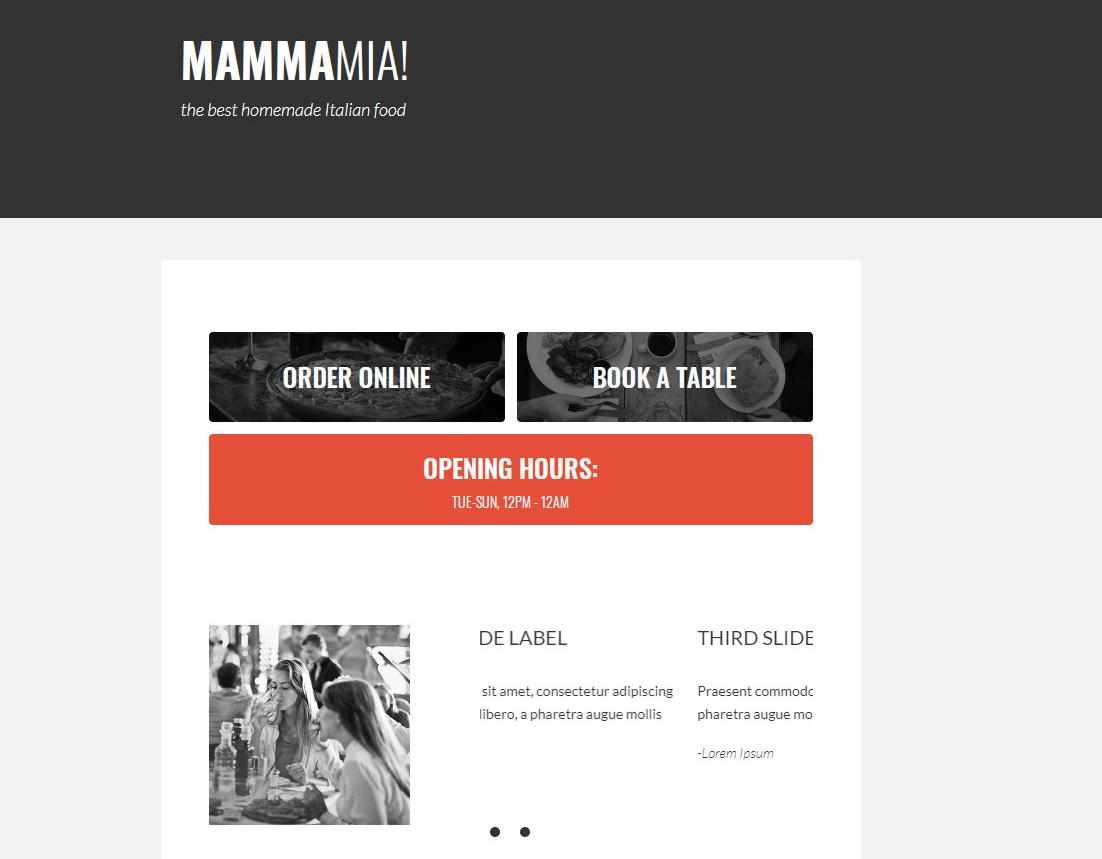 MAMMAMIA!
the best homemade Italian food
ORDER ONLINE
BOOK A TABLE
OPENING HOURS:
TUE-SUN, 12PM - 12AM
DE LABEL
sit amet, consectetur adipiscing
libero, a pharetra augue mollis
THIRD SLIDE
Praesent commodo
pharetra augue mo
-Lorem Ipsum